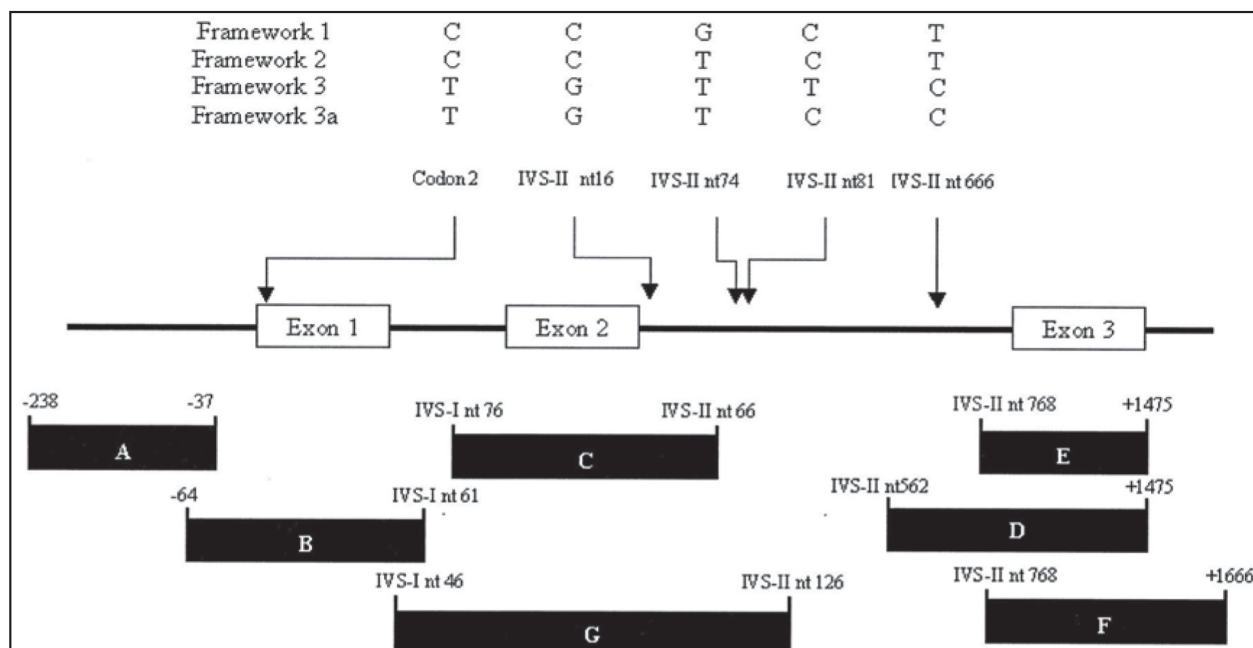 Framework 1 C C G C T
Framework 2 C C T C T
Framework 3 T G T T C
Framework 3a T G T C C
Codon 2 IVS-II nt16 IVS-II nt74 IVS-II nt81 IVS-II nt 666
Exon 1 Exon 2 Exon 3
-238 -37 IVS-I nt 76 IVS-II nt 66 IVS-II nt 768 +1475
A C E
-64 IVS-I nt 61 IVS-II nt562 +1475
B D
IVS-I nt 46 IVS-II nt 126 IVS-II nt 768 +1666
G F